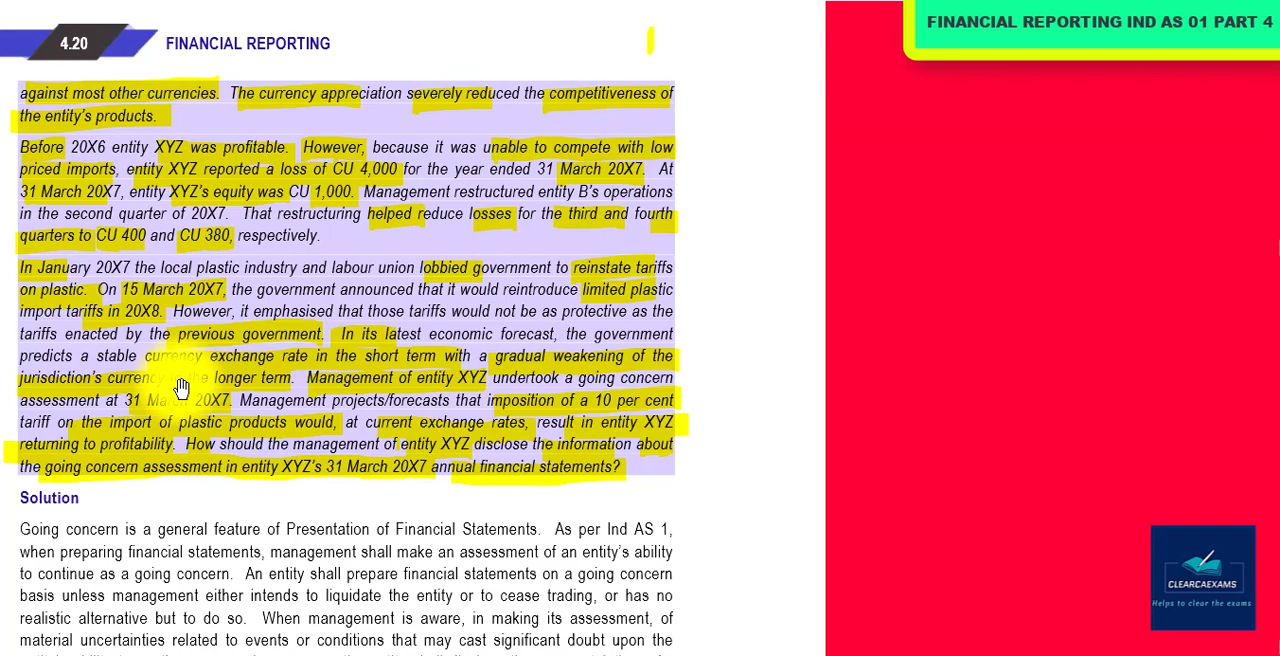 4.20
FINANCIAL REPORTING
FINANCIAL REPORTING IND AS 01 PART 4
against most other currencies. The currency appreciation severely reduced the competitiveness of
the entity's products.
Before 20X6 entity XYZ was profitable. However, because it was unable to compete with low
priced imports, entity XYZ reported a loss of CU 4,000 for the year ended 31 March 20X7. At
31 March 20X7, entity XYZ's equity was CU 1,000. Management restructured entity B's operations
in the second quarter of 20X7. That restructuring helped reduce losses for the third and fourth
quarters to CU 400 and CU 380, respectively.
In January 20X7 the local plastic industry and labour union lobbied government to reinstate tariffs
on plastic. On 15 March 20X7, the government announced that it would reintroduce limited plastic
import tariffs in 20X8. However, it emphasised that those tariffs would not be as protective as the
tariffs enacted by the previous government. In its latest economic forecast, the government
predicts a stable currency exchange rate in the short term with a gradual weakening of the
jurisdiction's currency in the longer term. Management of entity XYZ undertook a going concern
assessment at 31 March 20X7. Management projects/forecasts that imposition of a 10 per cent
tariff on the import of plastic products would, at current exchange rates, result in entity XYZ
returning to profitability. How should the management of entity XYZ disclose the information about
the going concern assessment in entity XYZ's 31 March 20X7 annual financial statements?
Solution
Going concern is a general feature of Presentation of Financial Statements. As per Ind AS 1,
when preparing financial statements, management shall make an assessment of an entity's ability
to continue as a going concern. An entity shall prepare financial statements on a going concern
basis unless management either intends to liquidate the entity or to cease trading, or has no
realistic alternative but to do so. When management is aware, in making its assessment, of
material uncertainties related to events or conditions that may cast significant doubt upon the
CLEARCAEXAMS
Helps to clear the exams